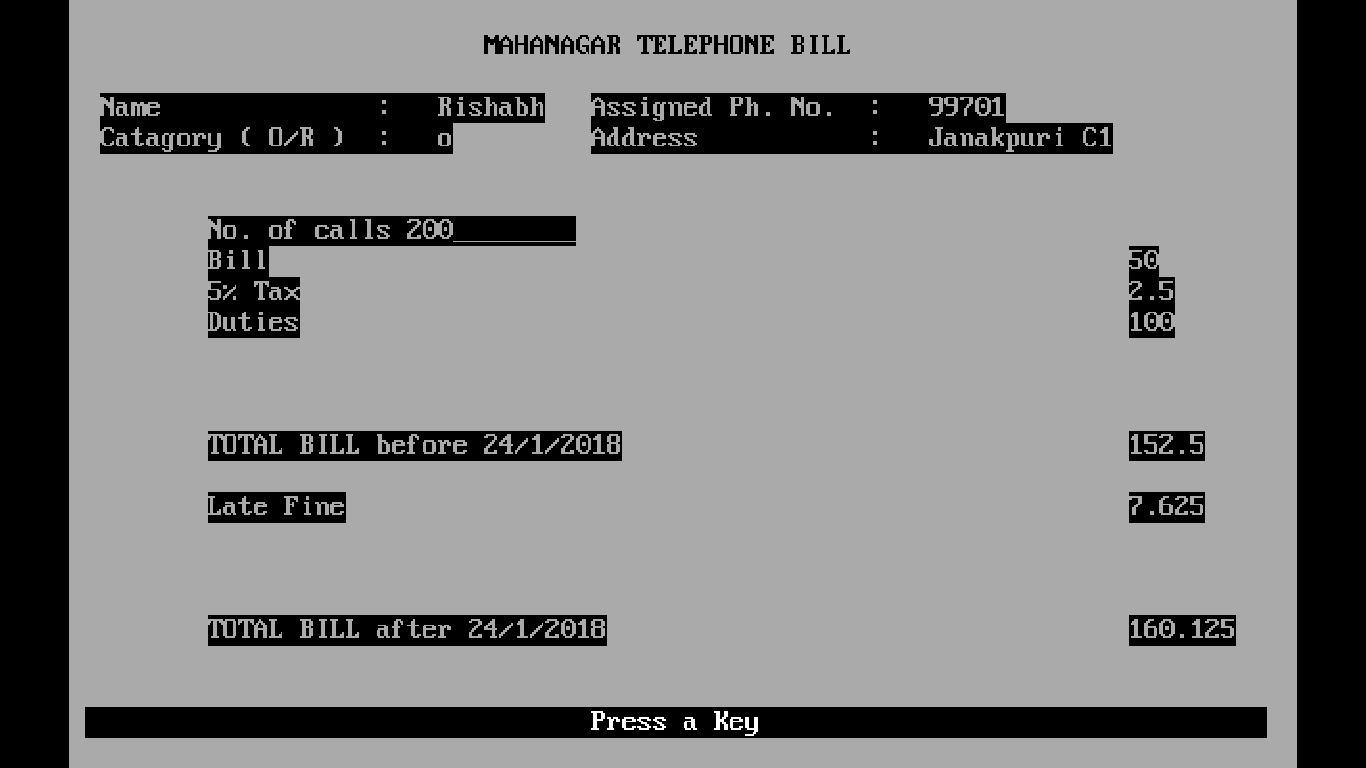 MAHANAGAR TELEPHONE BILL
Name : Rishabh Assigned Ph. No. : 99701
Catagory ( O/R ) : o Address : Janakpuri C1
No. of calls 200________
Bill 50
5% Tax 2.5
Duties 100
TOTAL BILL before 24/1/2018 152.5
Late Fine 7.625
TOTAL BILL after 24/1/2018 160.125
Press a Key